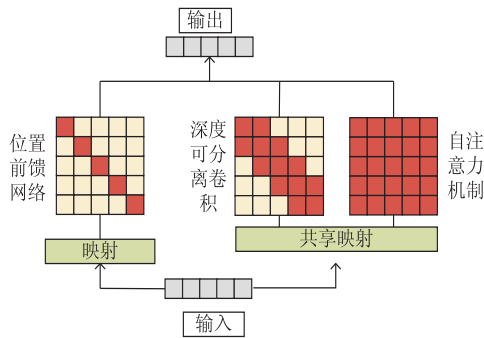 输出
位置
前馈
网络
深度
可分
离卷
积
自注
意力
机制
映射
共享映射
输入